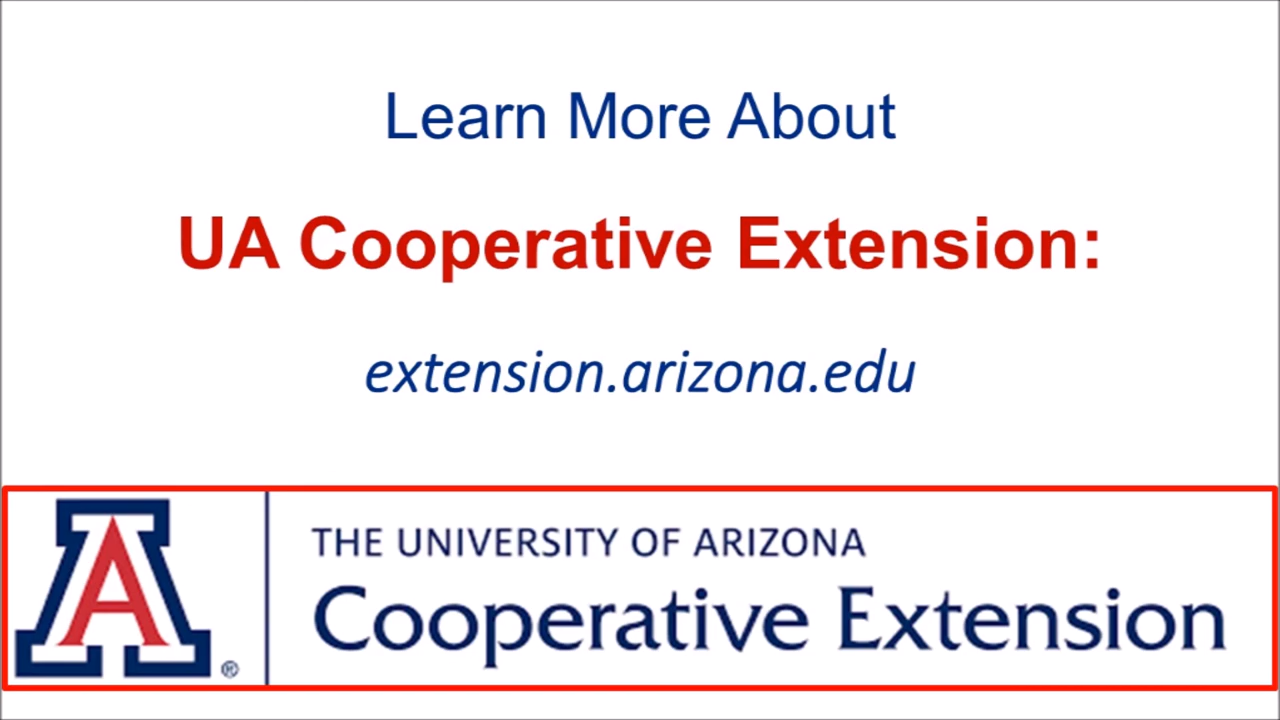 Learn More About
UA Cooperative Extension:
extension.arizona.edu
A ®
THE UNIVERSITY OF ARIZONA
Cooperative Extension